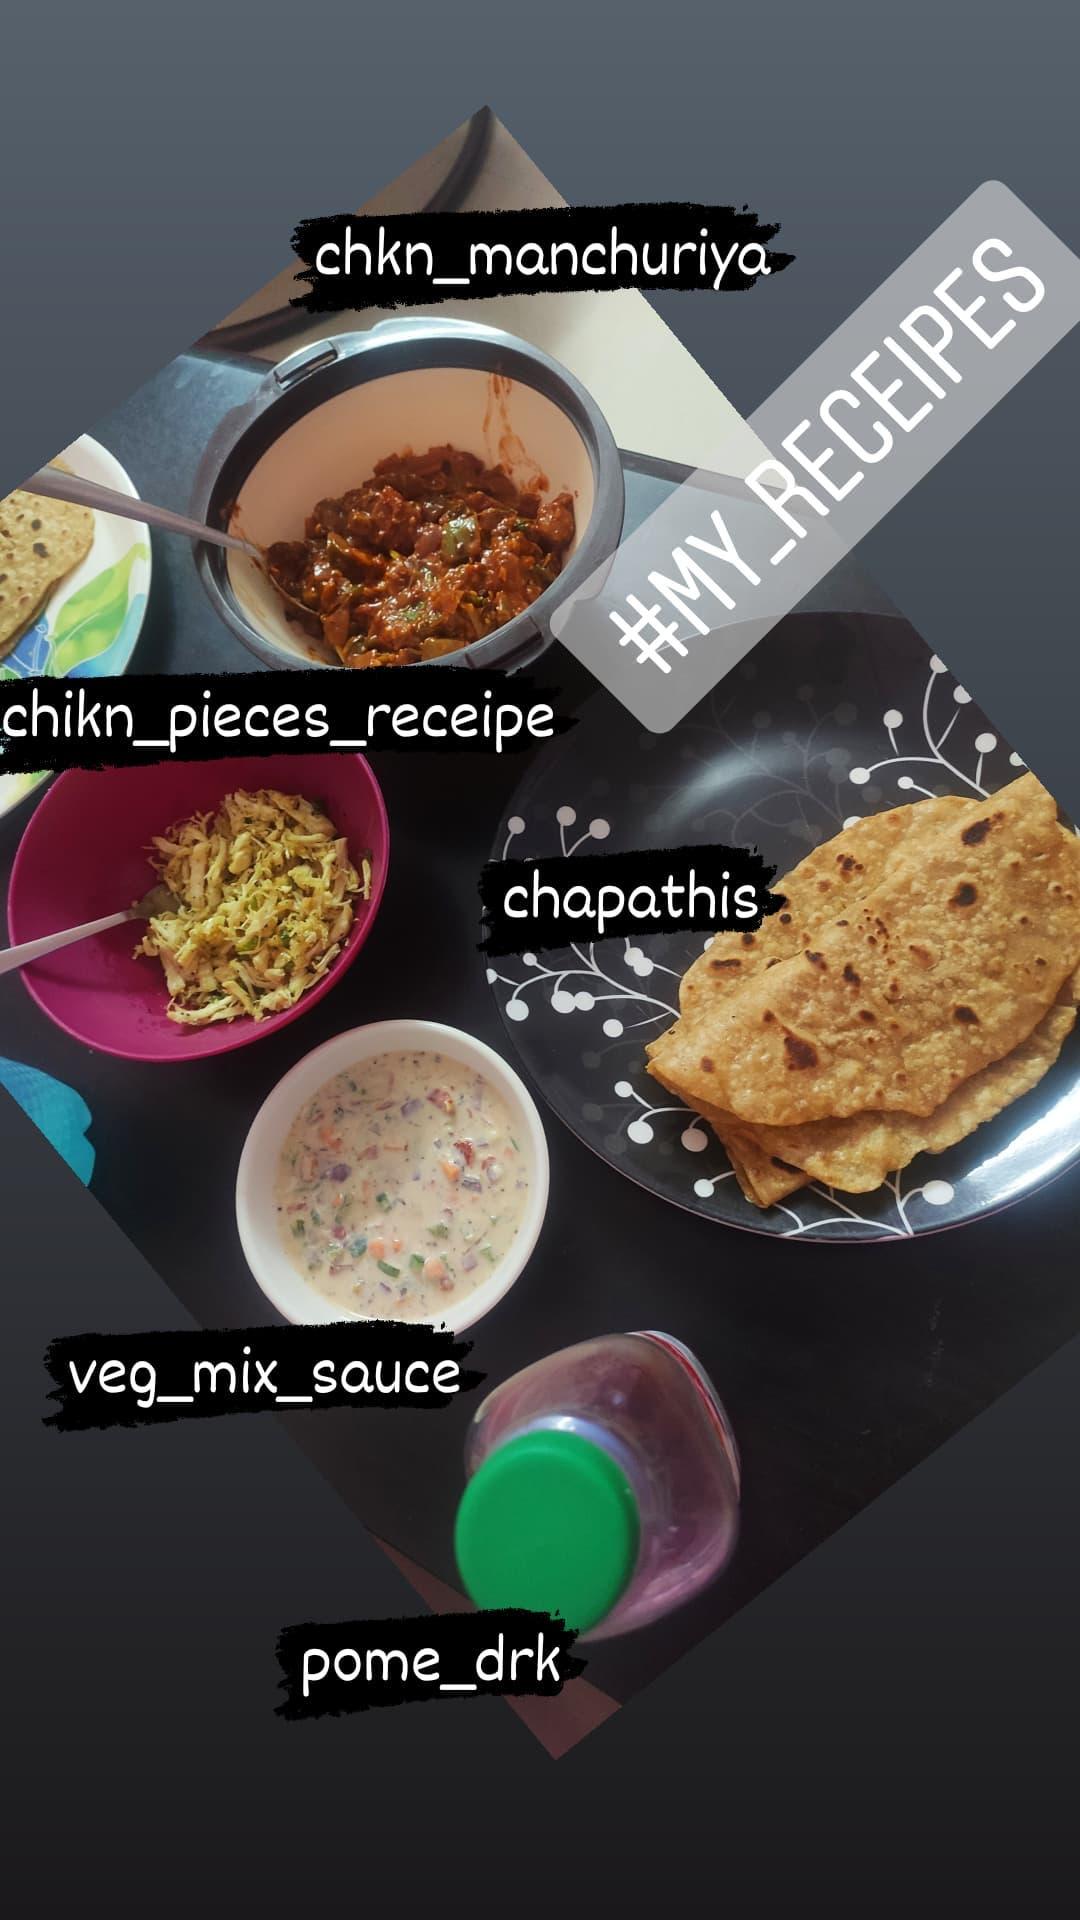 chkn_manchuriya
#MY_RECEIPES
chikn_pieces_receipe
chapathis
veg_mix_sauce
pome_drk